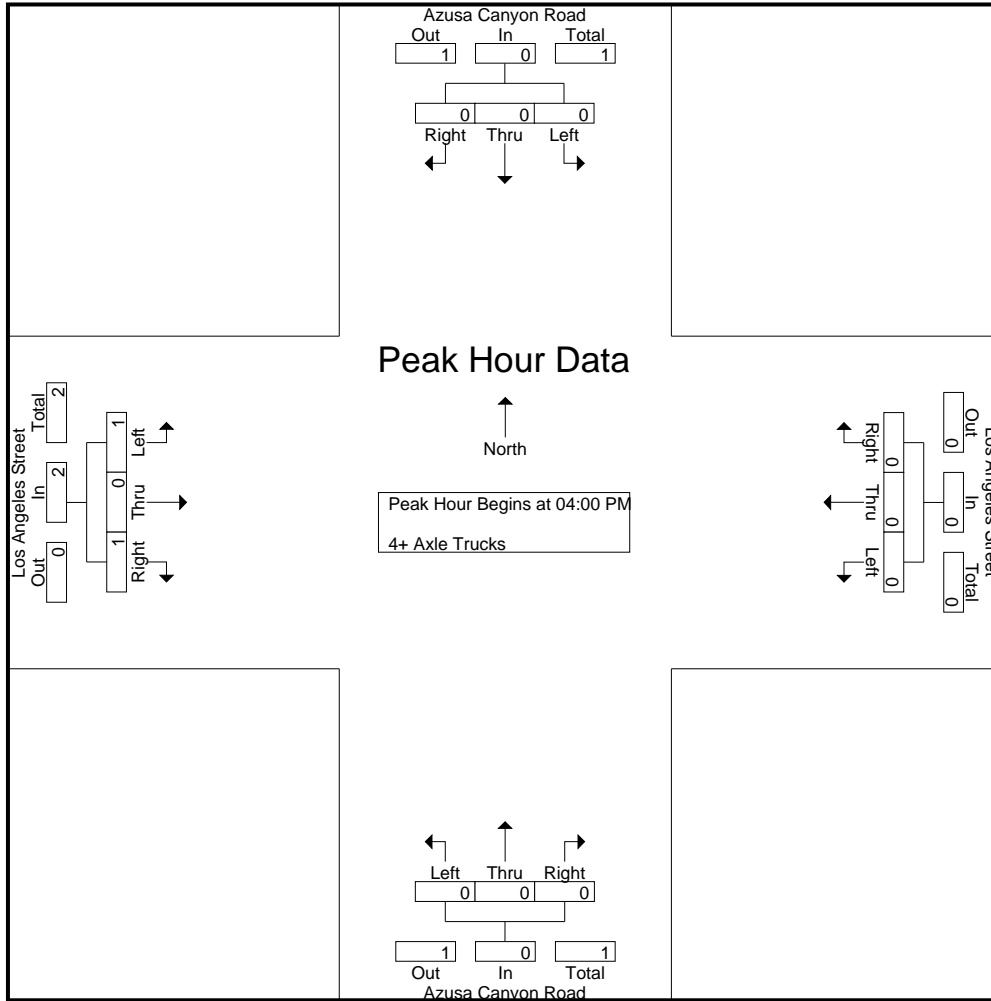 Azusa Canyon Road
Out In Total
1 0 1
0 0 0
Right Thru Left
Peak Hour Data
North
Peak Hour Begins at 04:00 PM
4+ Axle Trucks
Los Angeles Street
Out In Total
0 2 2
Right Thru Left
1 0 1
Los Angeles Street
Out In Total
0 0 0
Right Thru Left
0 0 0
Left Thru Right
0 0 0
1 0 1
Out In Total
Azusa Canyon Road